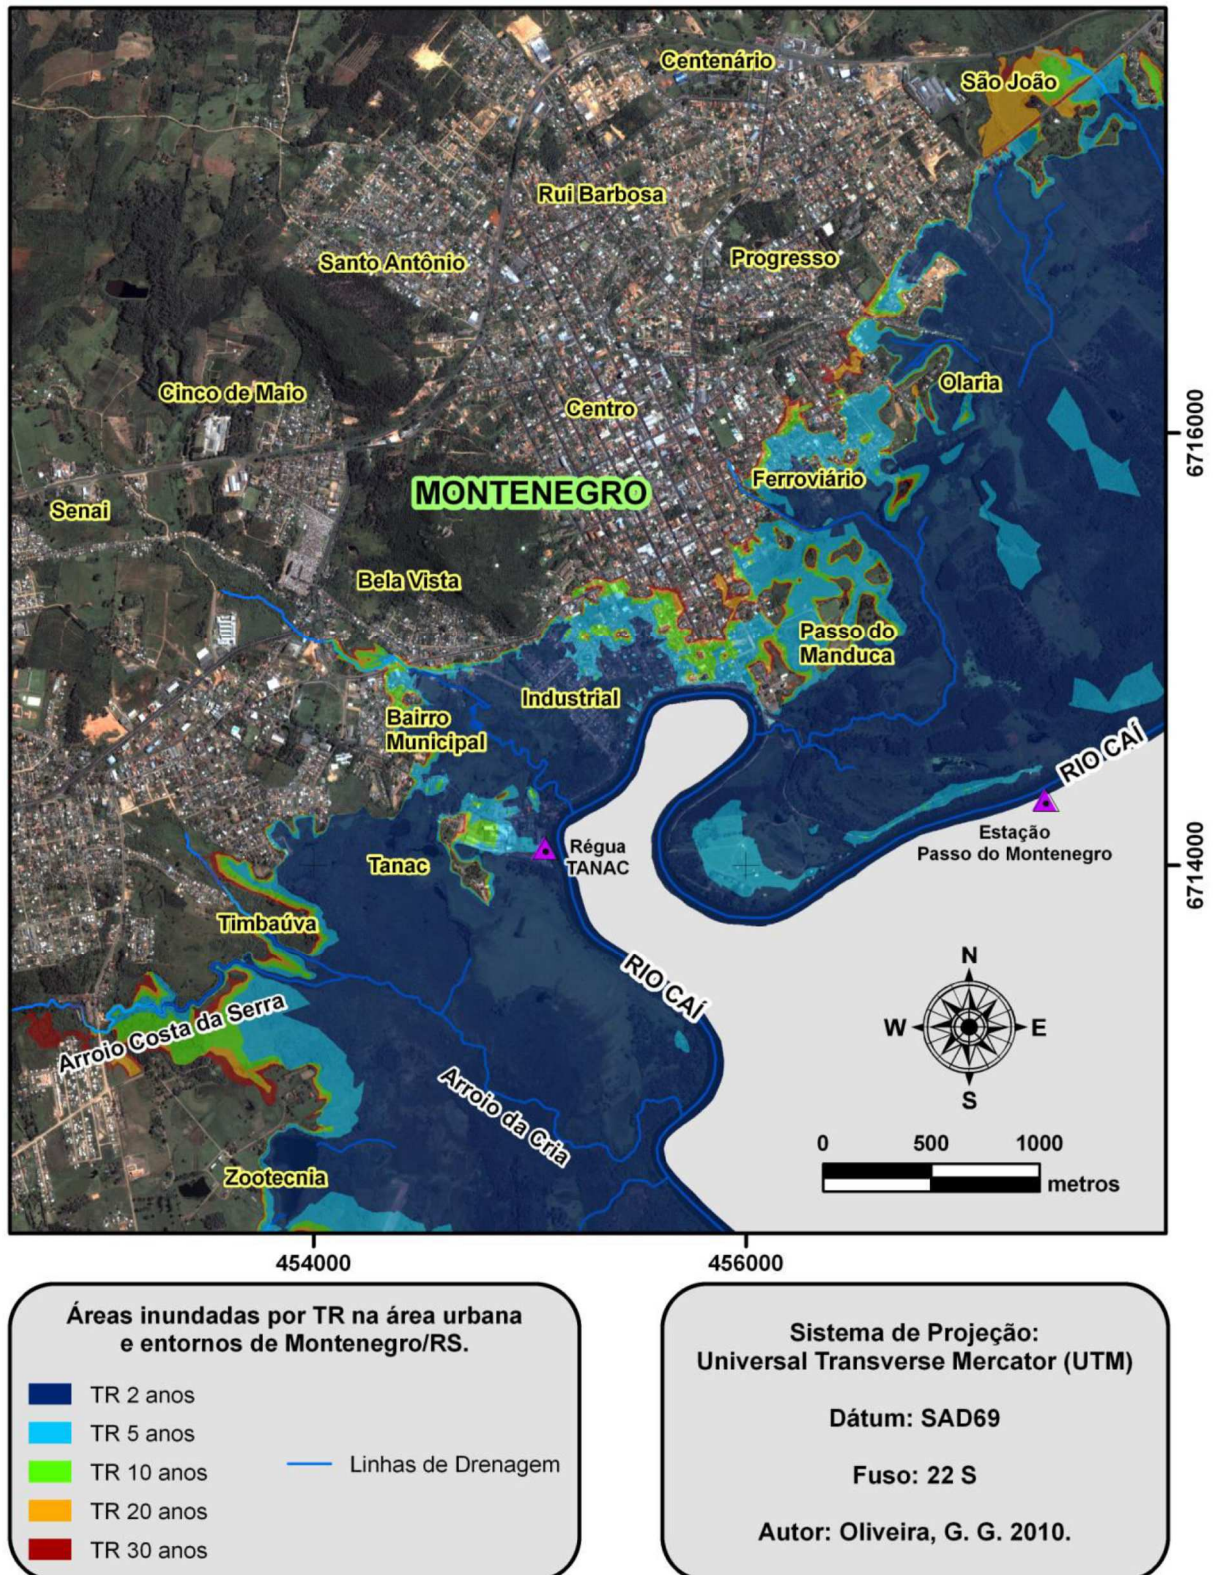 Centenário
São João
Rui Barbosa
Santo Antônio
Progresso
Olaria
Cinco de Maio
Centro
6716000
Ferroviário
MONTENEGRO
Senai
Bela Vista
Passo do
Manduca
Industrial
Bairro
Municipal
RIO CAÍ
Estação
Passo do Montenegro
Régua
TANAC
Tanac
6714000
Timbaúva
RIO CAÍ
N
W
E
S
Arroio Costa da Serra
Arroio da Cria
0 500 1000
metros
Zootecnia
454000
456000
Áreas inundadas por TR na área urbana
e entornos de Montenegro/RS.
TR 2 anos
TR 5 anos
TR 10 anos
TR 20 anos
TR 30 anos
Linhas de Drenagem
Sistema de Projeção:
Universal Transverse Mercator (UTM)
Dátum: SAD69
Fuso: 22 S
Autor: Oliveira, G. G. 2010.